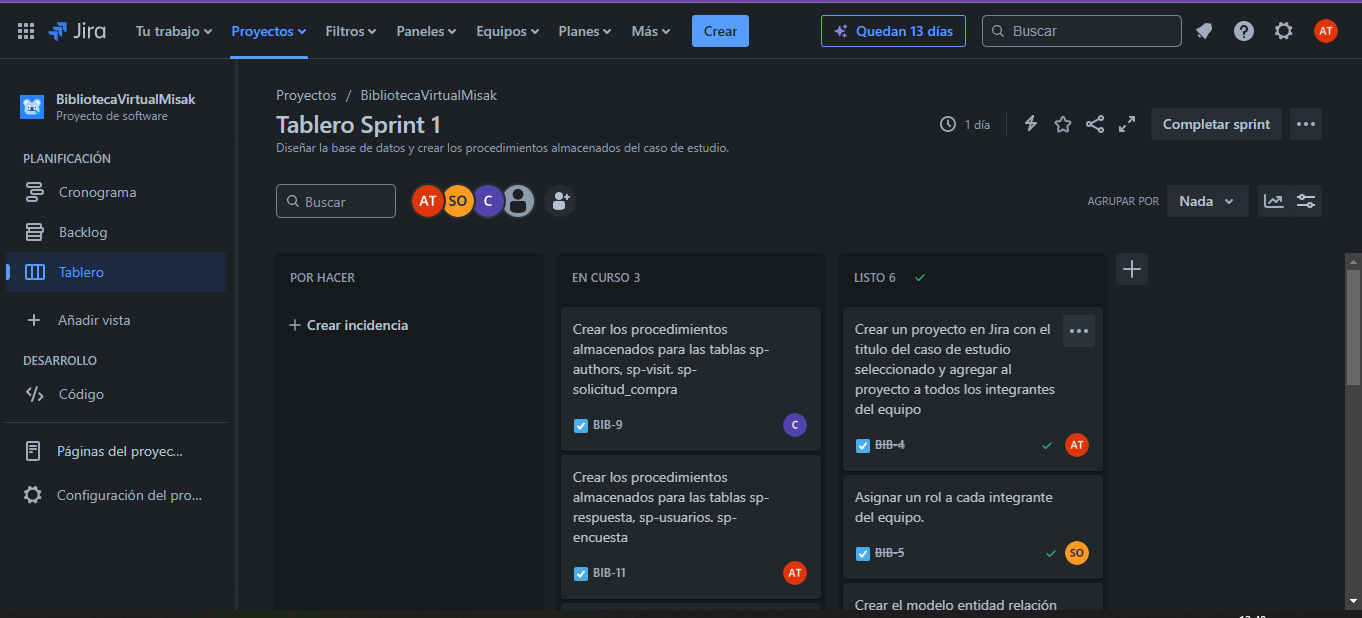 Jira
Tu trabajo
Proyectos
Filtros
Paneles
Equipos
Planes
Más
Crear
Quedan 13 días
Buscar
AT
BibliotecaVirtualMisak
Proyecto de software
PLANIFICACIÓN
Cronograma
Backlog
Tablero
Añadir vista
DESARROLLO
Código
Páginas del proyec...
Configuración del pro...
Proyectos / BibliotecaVirtualMisak
Tablero Sprint 1
Diseñar la base de datos y crear los procedimientos almacenados del caso de estudio.
1 día
Completar sprint
Buscar
AT
SO
C
AGRUPAR POR
Nada
POR HACER
Crear incidencia
EN CURSO 3
Crear los procedimientos
almacenados para las tablas sp-
authors, sp-visit. sp-
solicitud_compra
BIB-9
C
Crear los procedimientos
almacenados para las tablas sp-
respuesta, sp-usuarios. sp-
encuesta
BIB-11
AT
LISTO 6
Crear un proyecto en Jira con el
titulo del caso de estudio
seleccionado y agregar al
proyecto a todos los integrantes
del equipo
BIB-4
AT
Asignar un rol a cada integrante
del equipo.
BIB-5
SO
Crear el modelo entidad relación